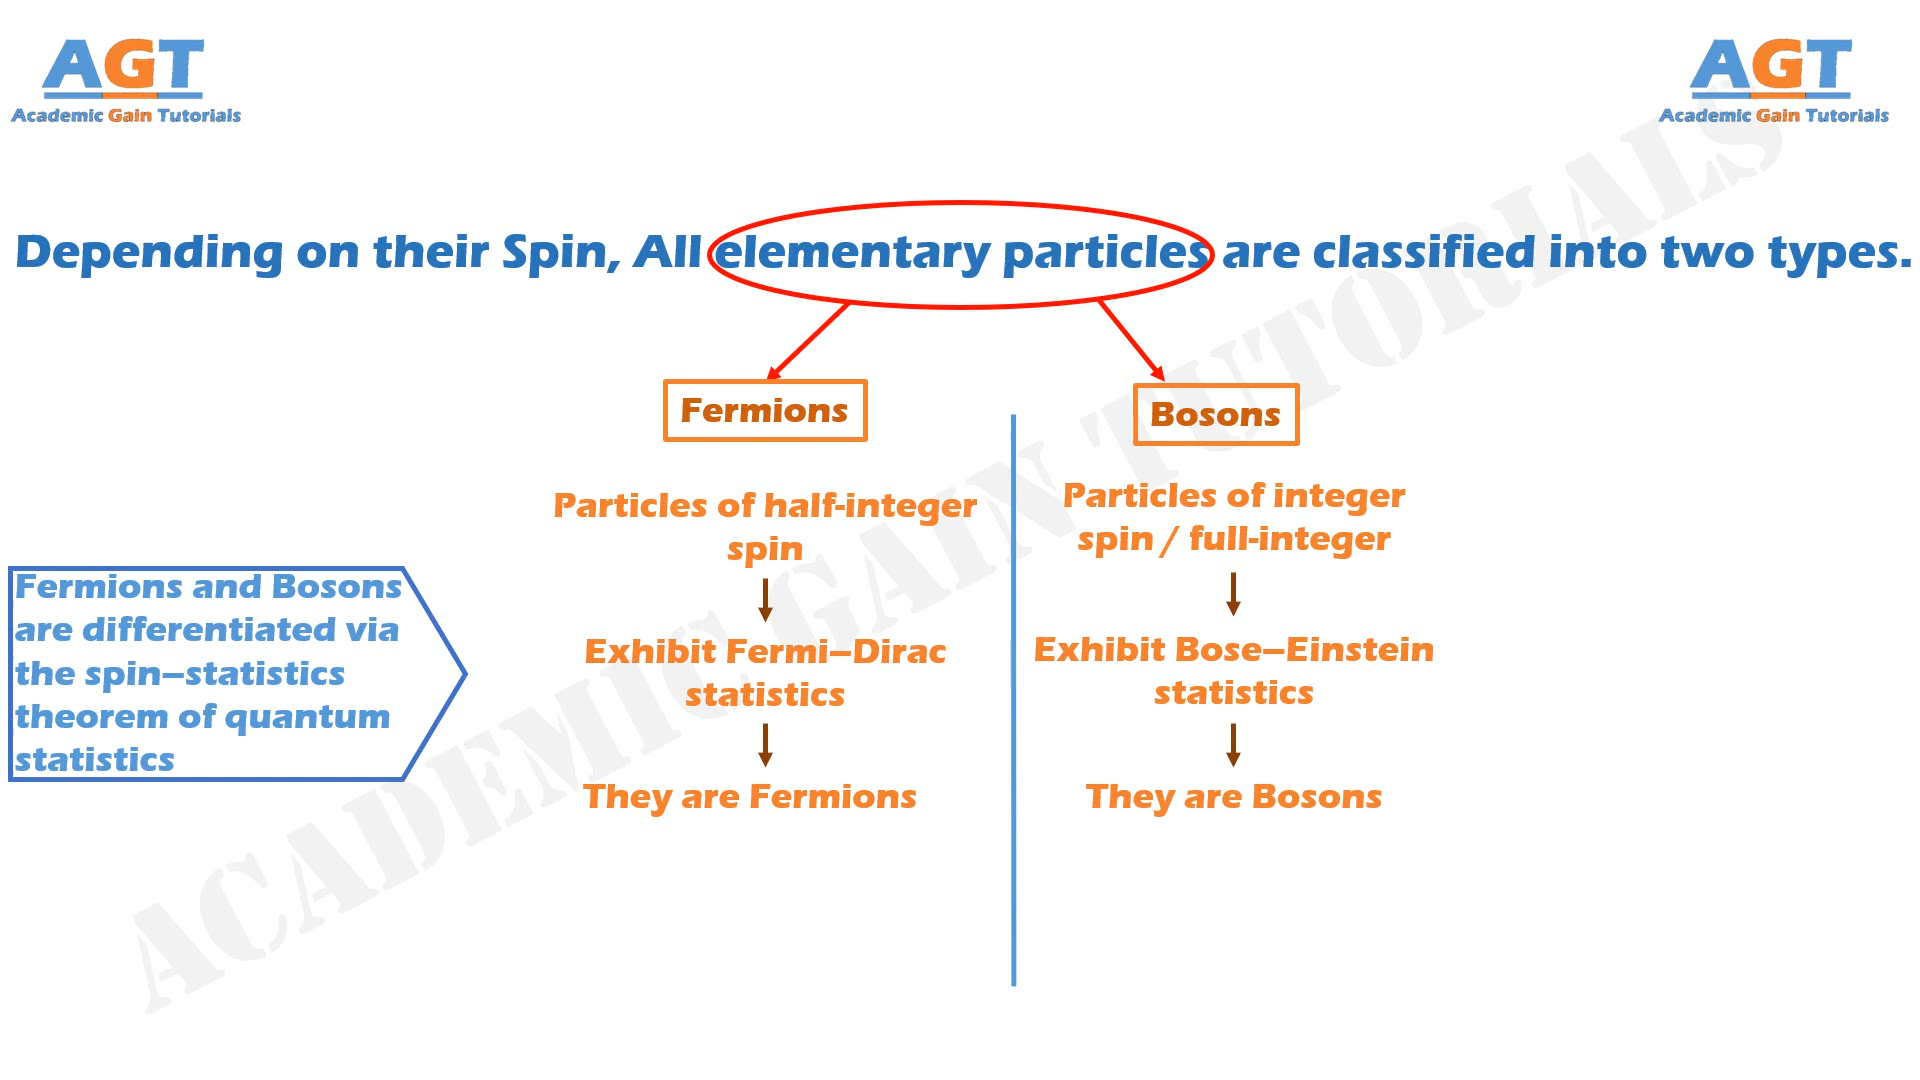 AGT
Academic Gain Tutorials
AGT
Academic Gain Tutorials
Depending on their Spin, All elementary particles are classified into two types.
Fermions
Particles of half-integer
spin
Exhibit Fermi–Dirac
statistics
They are Fermions
Bosons
Particles of integer
spin / full-integer
Exhibit Bose–Einstein
statistics
They are Bosons
Fermions and Bosons
are differentiated via
the spin–statistics
theorem of quantum
statistics
ACADEMIC GAIN TUTORIALS